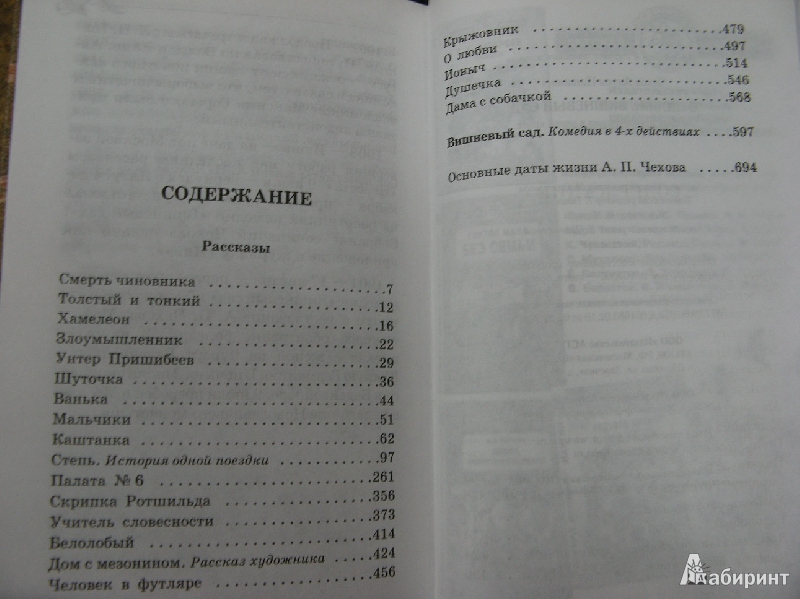 СОДЕРЖАНИЕ
Рассказы
Смерть чиновника ..........................7
Толстый и тонкий ..........................12
Хамелеон ..........................16
Злоумышленник ..........................22
Унтер Пришибеев ..........................29
Шуточка ..........................36
Ванька ..........................44
Мальчики ..........................51
Каштанка ..........................62
Степь. История одной поездки ............97
Палата № 6 ..........................261
Скрипка Ротшильда ..................356
Учитель словесности ..................373
Белолобый ..........................414
Дом с мезонином. Рассказ художника .....424
Человек в футляре ..................456
Крыжовник ..........................479
О любви ..........................497
Ионыч ..........................514
Душечка ..........................546
Дама с собачкой ..................568
Вишневый сад. Комедия в 4-х действиях ....597
Основные даты жизни А. П. Чехова .....694
Лабиринт